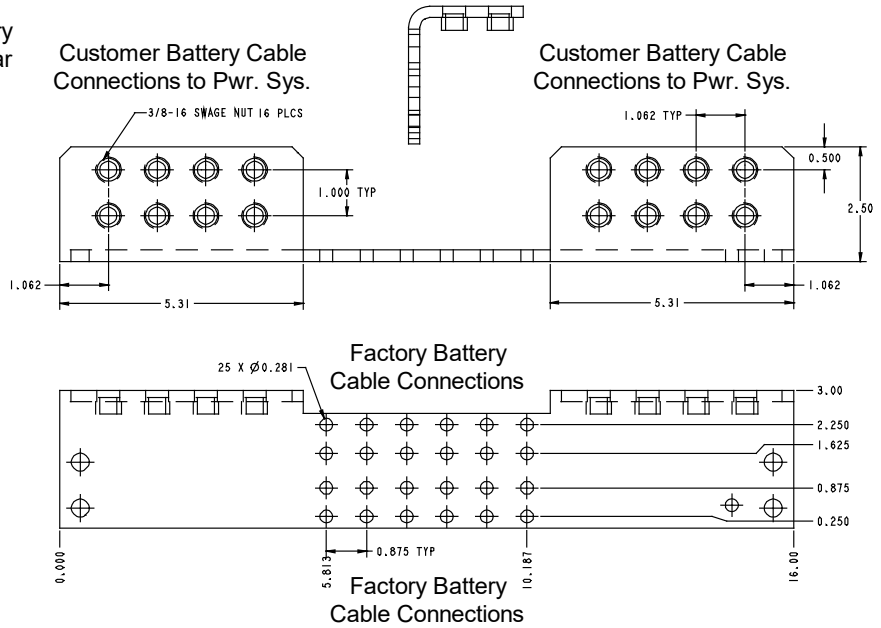 ry
ar
Customer Battery Cable
Connections to Pwr. Sys.
Customer Battery Cable
Connections to Pwr. Sys.
3/8-16 SWAGE NUT 16 PLCS
1.062 TYP
0.500
1.000 TYP
2.50
1.062
5.31
5.31
1.062
Factory Battery
Cable Connections
25 X Ø0.281
3.00
2.250
1.625
0.875
0.250
0.000
5.813
0.875 TYP
10.187
16.00
Factory Battery
Cable Connections